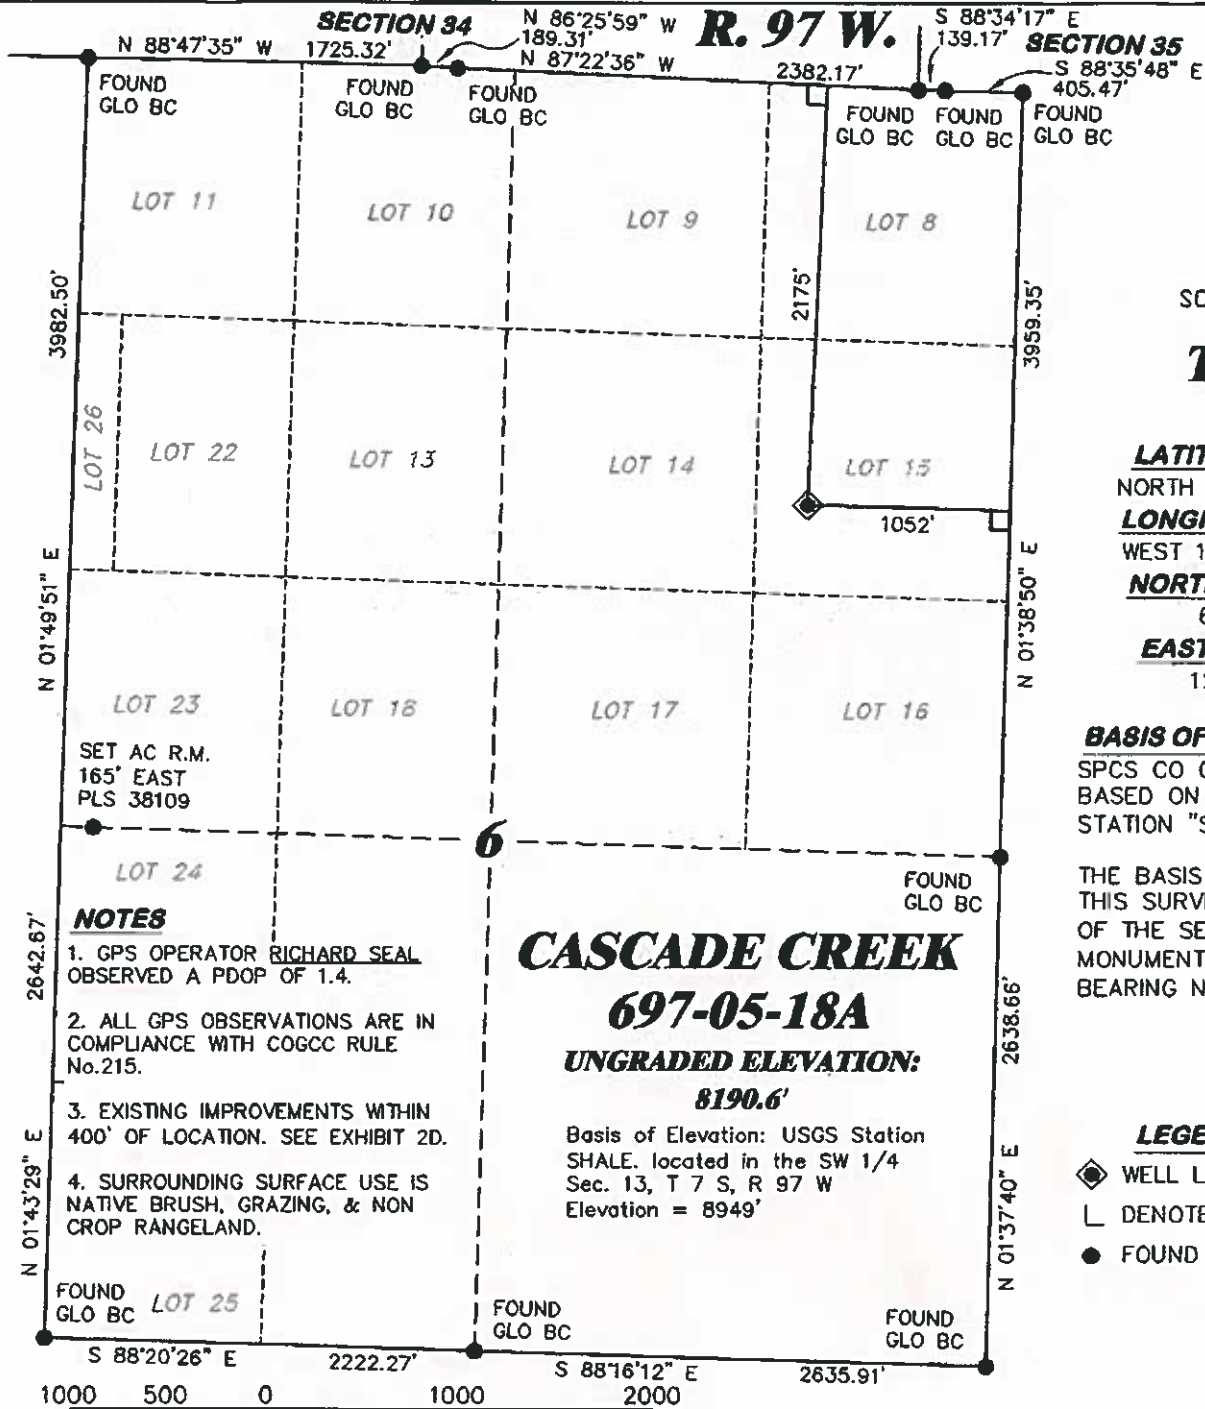 SECTION 34
N 86°25'59" W
189.31'
R. 97 W.
S 88°34'17" E
139.17'
SECTION 35
N 88°47'35" W
1725.32'
N 87°22'36" W
2382.17'
S 88°35'48" E
405.47'
FOUND
GLO BC
FOUND
GLO BC
FOUND
GLO BC
FOUND
GLO BC
FOUND
GLO BC
FOUND
GLO BC
LOT 11
LOT 10
LOT 9
LOT 8
3982.50'
2175'
3959.35'
SC
T
LOT 26
LOT 22
LOT 13
LOT 14
LOT 15
1052'
LATIT
NORTH
LONGI
WEST 1
NORT
6
EAST
12
N 01°49'51" E
N 01°38'50" E
LOT 23
LOT 18
LOT 17
LOT 16
SET AC R.M.
165' EAST
PLS 38109
BASIS OF
SPCS CO
BASED ON
STATION "S
6
LOT 24
FOUND
GLO BC
THE BASIS
THIS SURVE
OF THE SE
MONUMENT
BEARING N
NOTES
1. GPS OPERATOR RICHARD SEAL
OBSERVED A PDOP OF 1.4.
2. ALL GPS OBSERVATIONS ARE IN
COMPLIANCE WITH COGCC RULE
No.215.
3. EXISTING IMPROVEMENTS WITHIN
400' OF LOCATION. SEE EXHIBIT 2D.
4. SURROUNDING SURFACE USE IS
NATIVE BRUSH, GRAZING, & NON
CROP RANGELAND.
2642.67'
N 01°43'29" E
CASCADE CREEK
697-05-18A
UNGRADED ELEVATION:
8190.6'
Basis of Elevation: USGS Station
SHALE. located in the SW 1/4
Sec. 13, T 7 S, R 97 W
Elevation = 8949'
2638.66'
N 01°37'40" E
LEGE
WELL L
DENOTE
FOUND
FOUND
GLO BC
LOT 25
FOUND
GLO BC
FOUND
GLO BC
S 88°20'26" E
2222.27'
S 88°16'12" E
2635.91'
1000 500 0 1000 2000